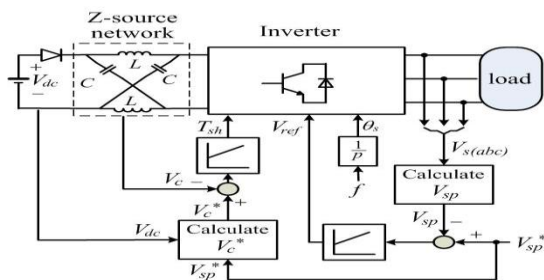 Z-source
network
Inverter
+
V_dc
−
L
C
C
L
load
T_sh
V_ref
θ_s
1/p
f
V_s(abc)
Calculate
V_sp
V_c −
+
V_c*
V_dc
Calculate
V_c*
V_sp −
+
V_sp*
V_sp*